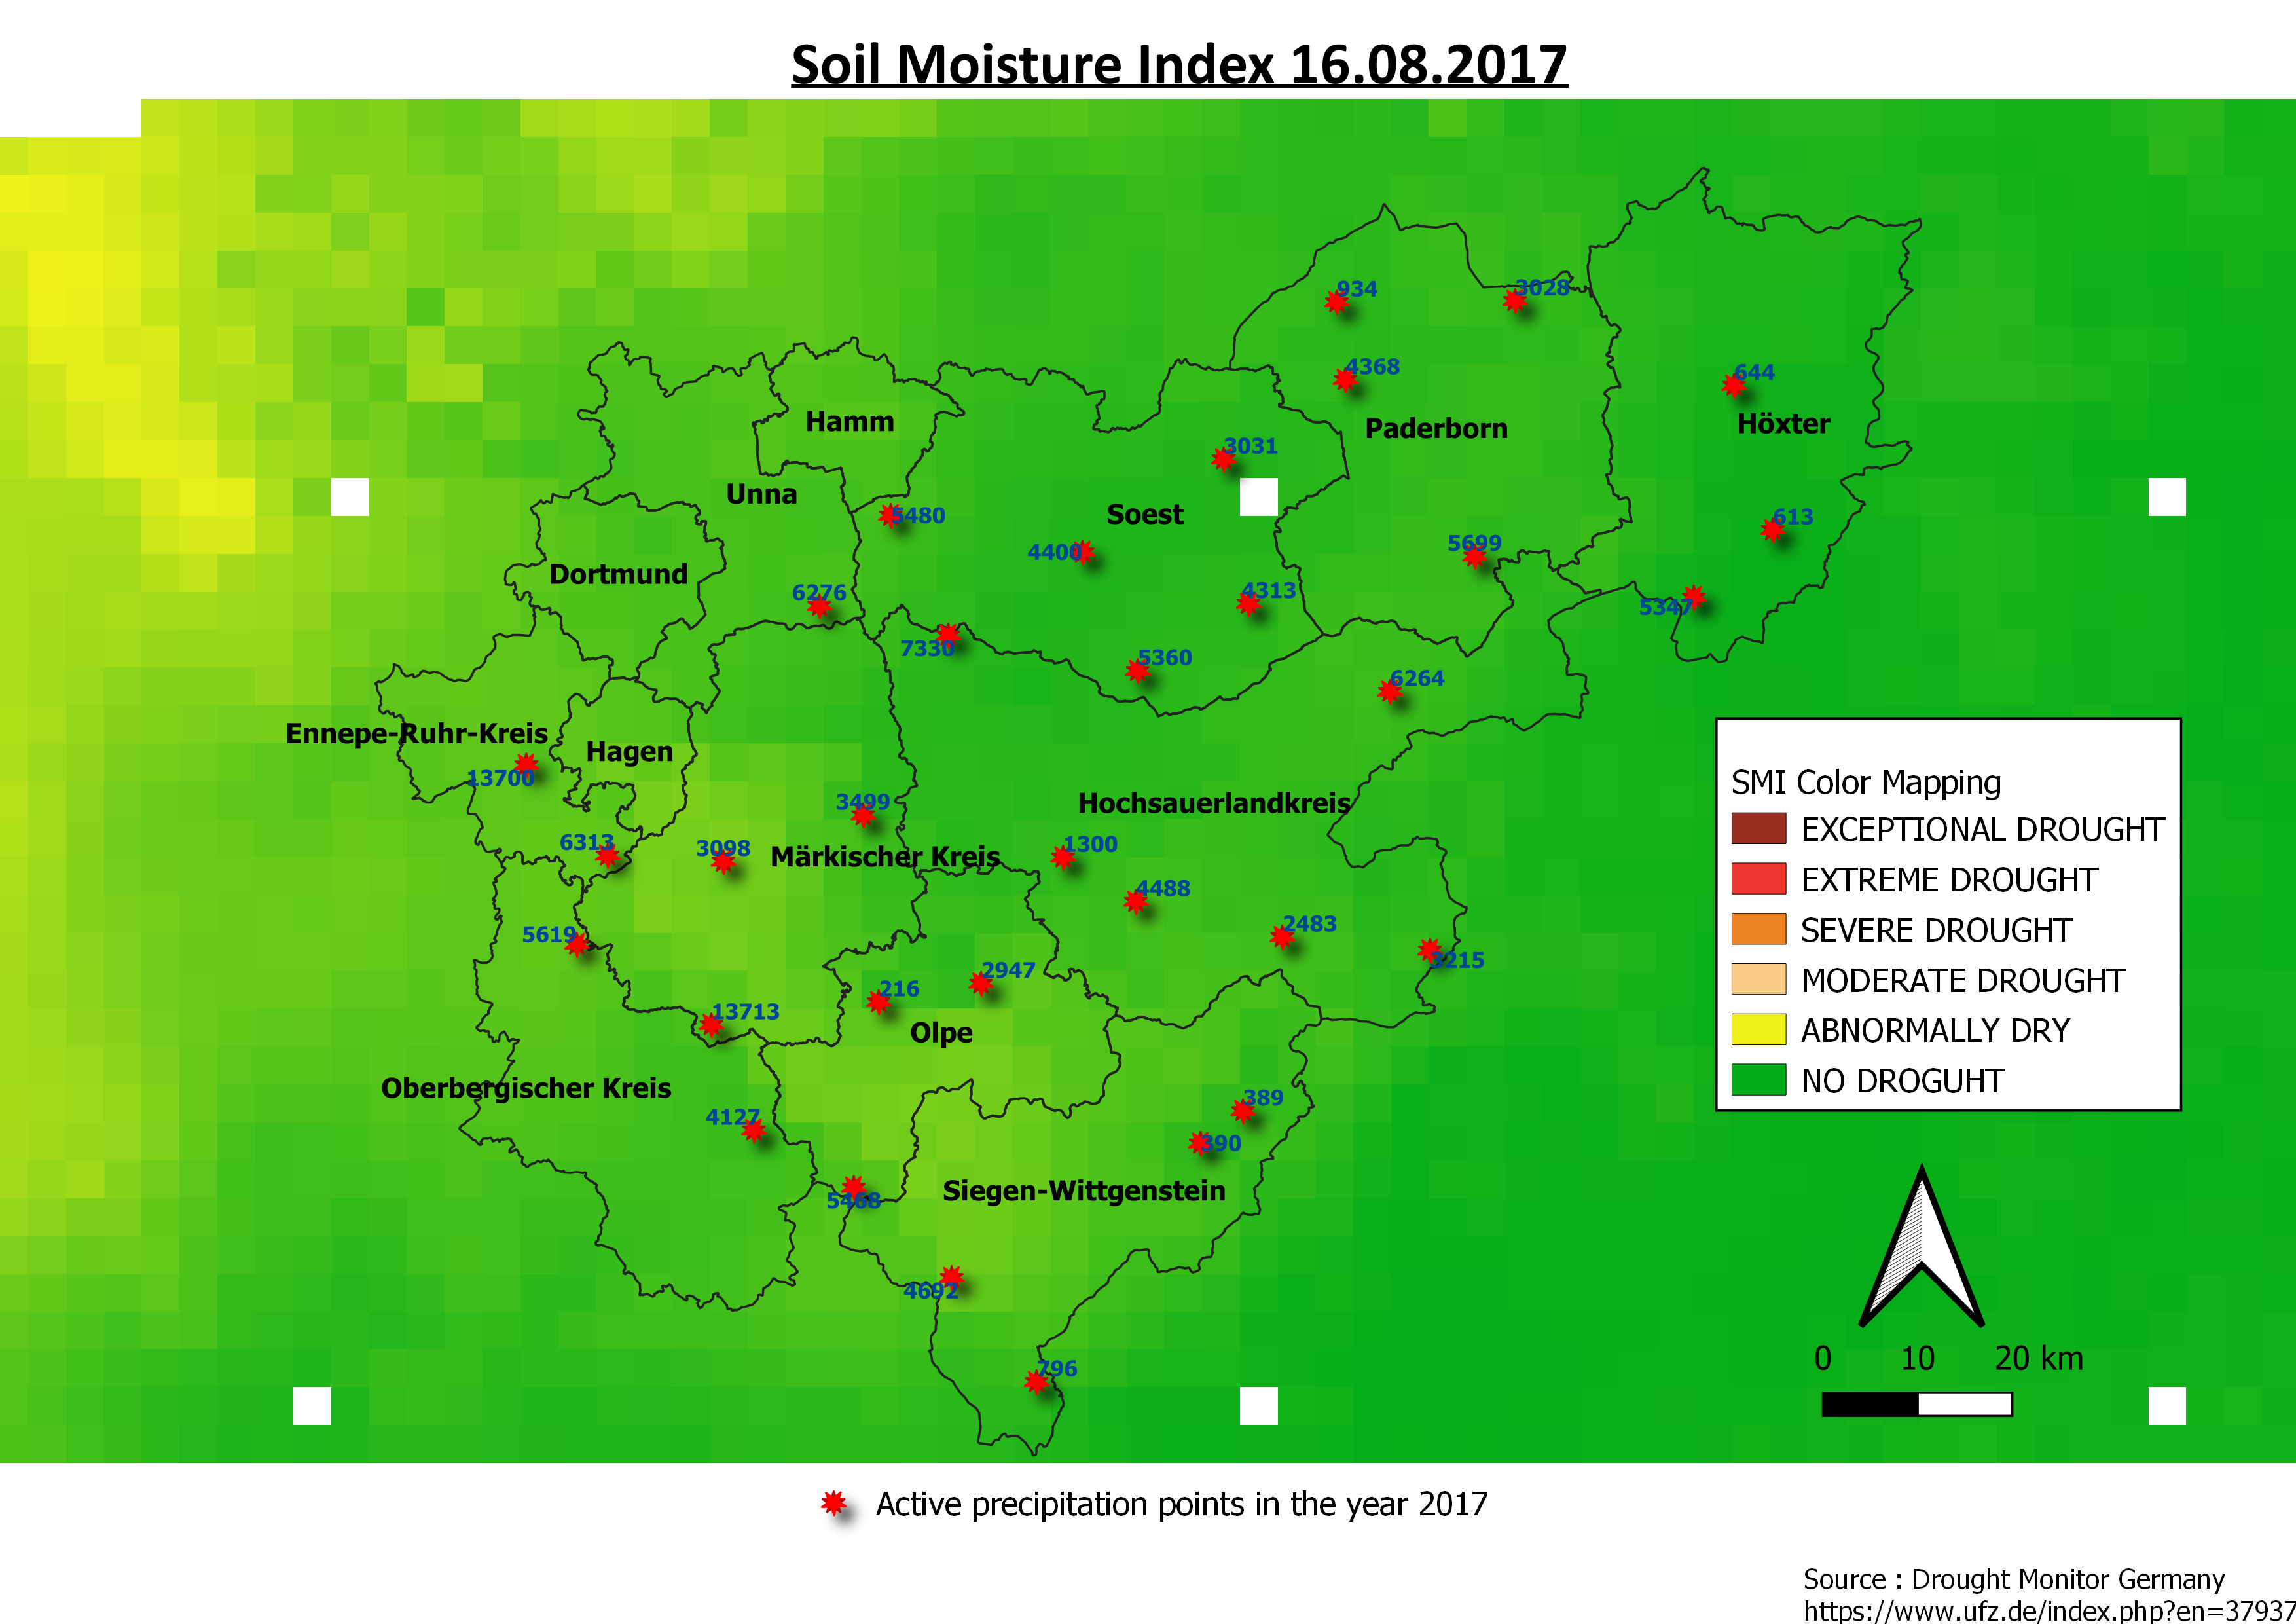 Soil Moisture Index 16.08.2017
934
3028
4368
644
Hamm
Paderborn
Höxter
3031
Unna
5480
Soest
613
4400
5699
Dortmund
6276
4313
5347
7330
5360
6264
Ennepe-Ruhr-Kreis
Hagen
13700
3499
Hochsauerlandkreis
6313
3098
Märkischer Kreis
1300
4488
5619
2483
3215
2947
216
13713
Olpe
Oberbergischer Kreis
4127
389
390
Siegen-Wittgenstein
5468
4692
796
SMI Color Mapping
EXCEPTIONAL DROUGHT
EXTREME DROUGHT
SEVERE DROUGHT
MODERATE DROUGHT
ABNORMALLY DRY
NO DROGUHT
0 10 20 km
Active precipitation points in the year 2017
Source : Drought Monitor Germany
https://www.ufz.de/index.php?en=37937